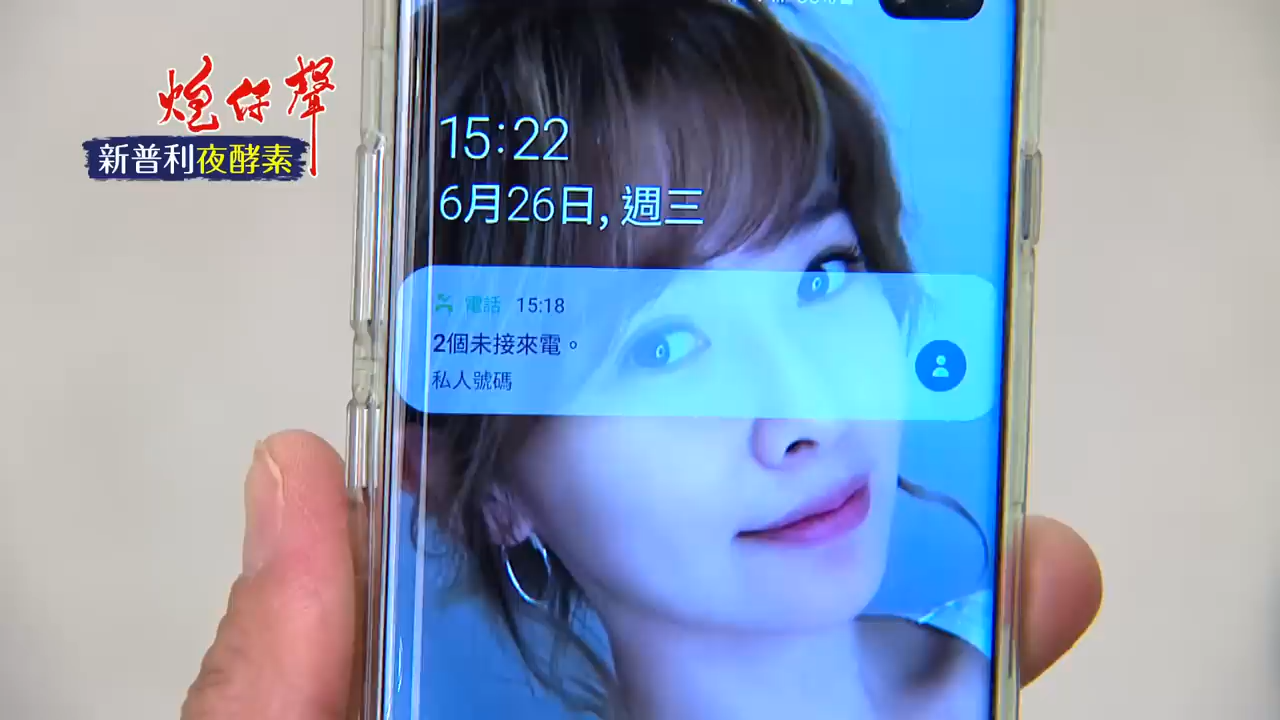 炮仔聲
新普利夜酵素
15:22
6月26日, 週三
電話 15:18
2個未接來電。
私人號碼